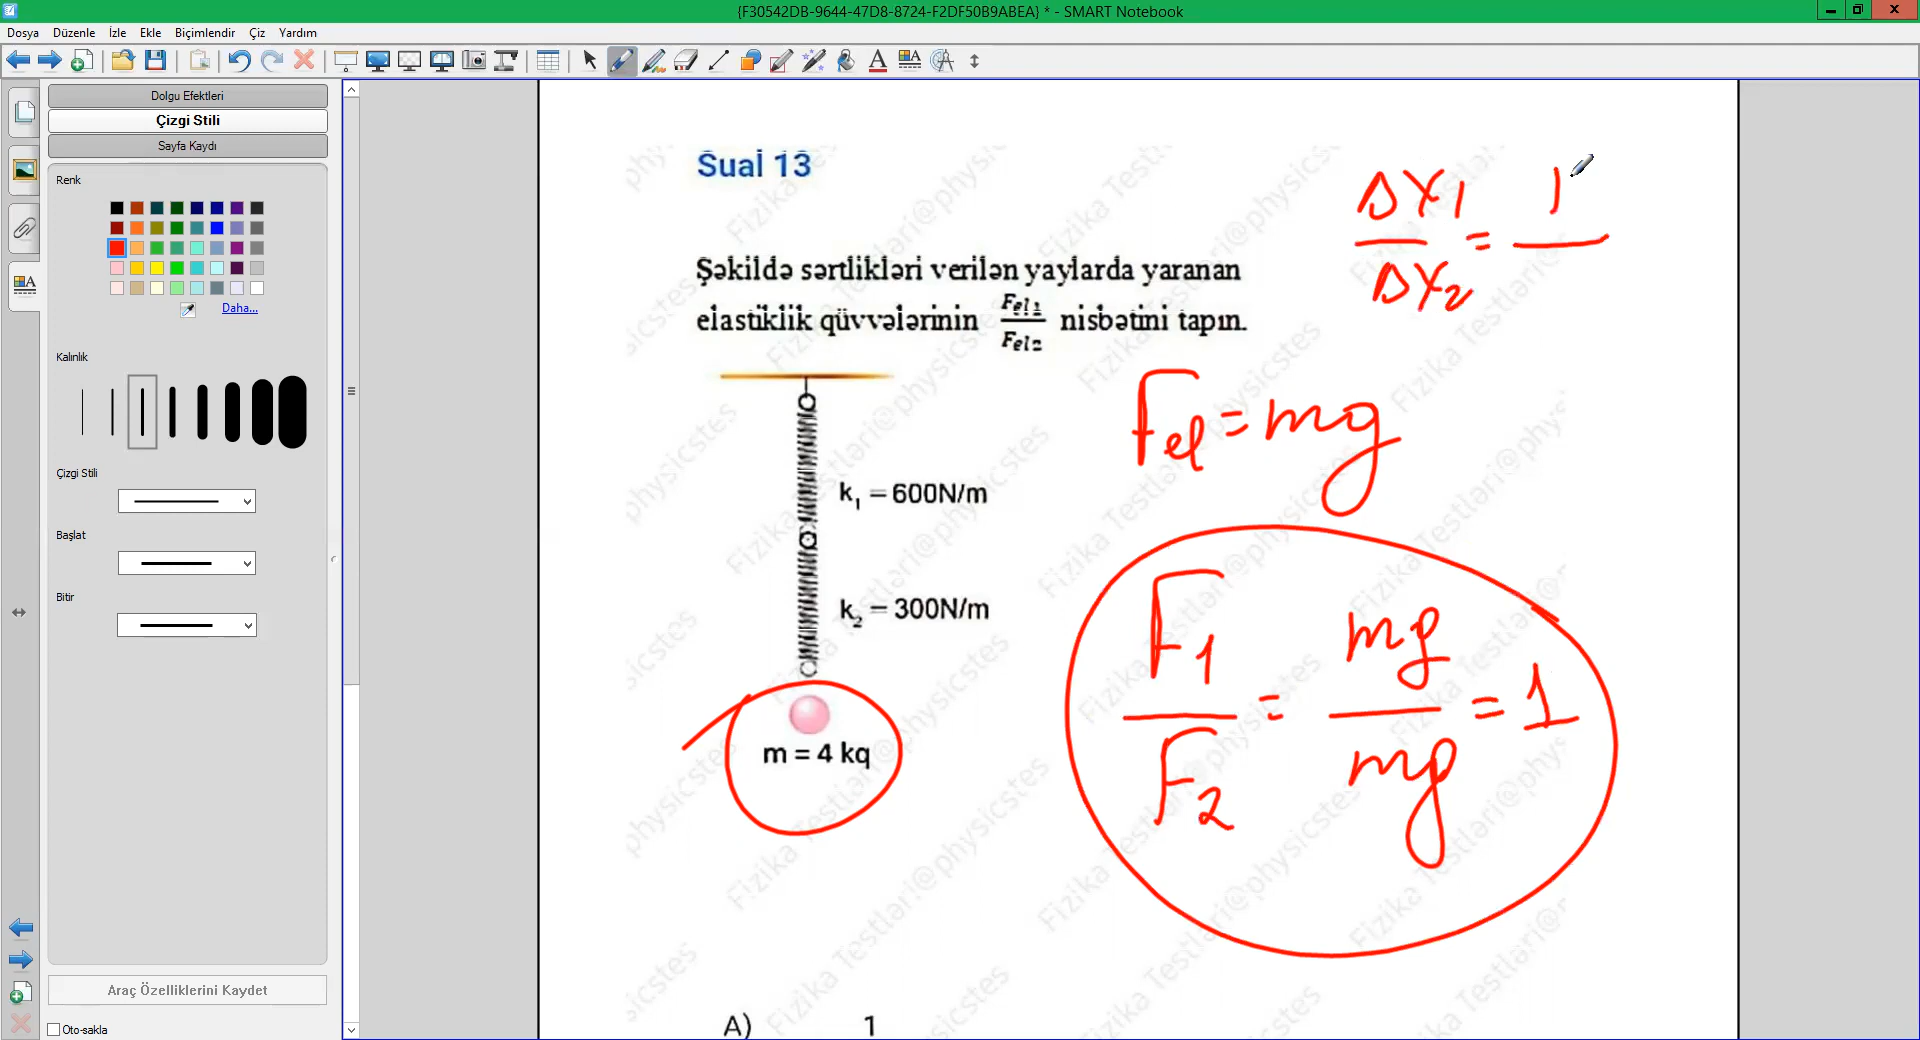 {F30542DB-9644-47D8-8724-F2DF50B9ABEA} * - SMART Notebook
Dosya Düzenle İzle Ekle Biçimlendir Çiz Yardım
Dolgu Efektleri
Çizgi Stili
Sayfa Kaydı
Renk
Daha...
Kalınlık
Çizgi Stili
Başlat
Bitir
Araç Özelliklerini Kaydet
Oto-sakla
Sual 13
Şəkildə sərtlikləri verilən yaylarda yaranan
elastiklik qüvvələrinin Fel1/Fel2 nisbətini tapın.
k1 = 600N/m
k2 = 300N/m
m = 4 kq
A) 1
ΔX1/ΔX2 = 1
Fel = mg
F1/F2 = mg/mg = 1
Fizika Testlari@physicstes